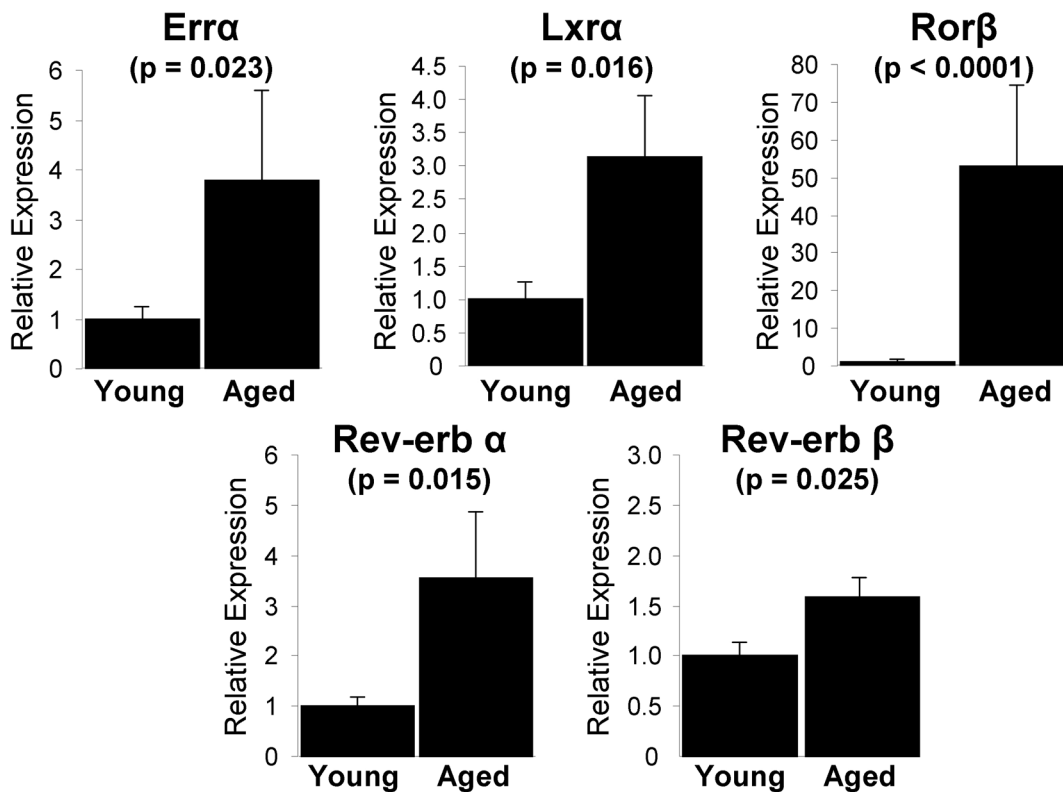 Errα
(p = 0.023)
Relative Expression
6
5
4
3
2
1
0
Young Aged
Lxrα
(p = 0.016)
Relative Expression
4.5
4.0
3.5
3.0
2.5
2.0
1.5
1.0
0.5
0
Young Aged
Rorβ
(p < 0.0001)
Relative Expression
80
70
60
50
40
30
20
10
0
Young Aged
Rev-erb α
(p = 0.015)
Relative Expression
6
5
4
3
2
1
0
Young Aged
Rev-erb β
(p = 0.025)
Relative Expression
3.0
2.5
2.0
1.5
1.0
0.5
0
Young Aged